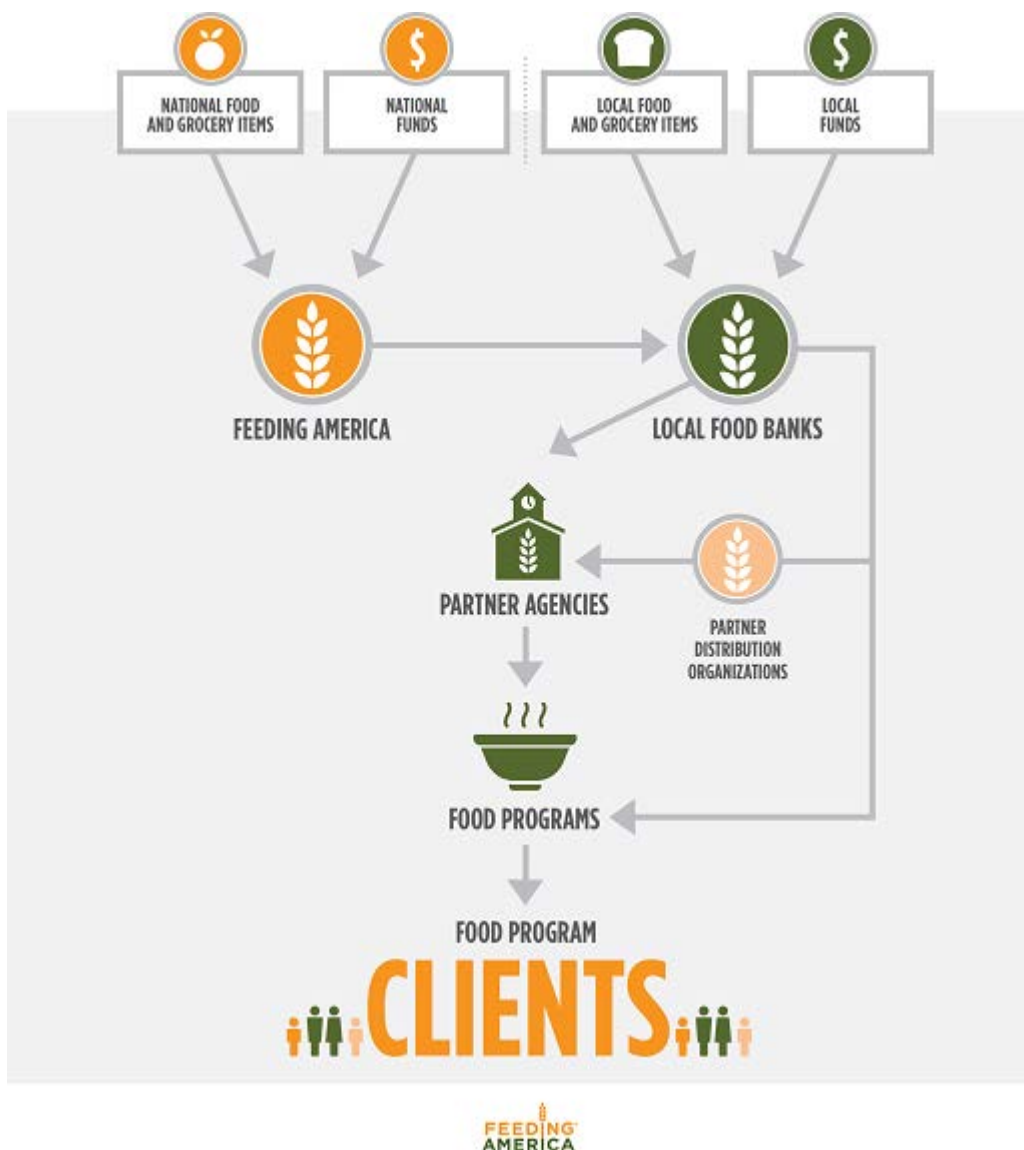 $
$
NATIONAL FOOD
AND GROCERY ITEMS
NATIONAL
FUNDS
LOCAL FOOD
AND GROCERY ITEMS
LOCAL
FUNDS
FEEDING AMERICA
LOCAL FOOD BANKS
PARTNER AGENCIES
PARTNER
DISTRIBUTION
ORGANIZATIONS
FOOD PROGRAMS
FOOD PROGRAM
CLIENTS
FEEDING
AMERICA